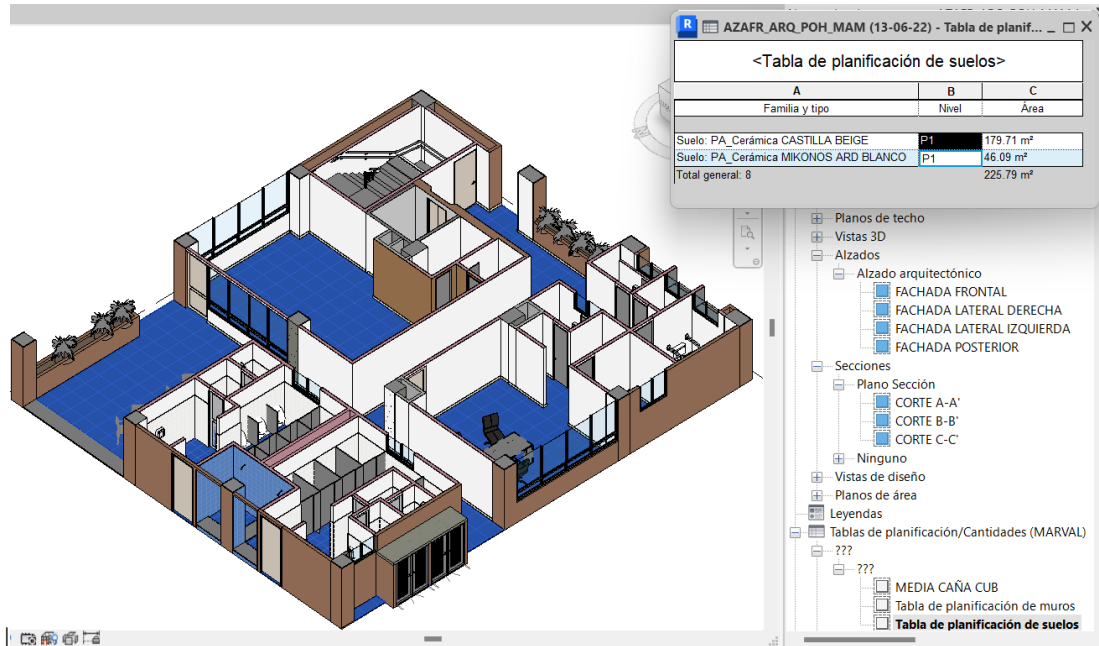 R AZAFR_ARQ_POH_MAM (13-06-22) - Tabla de planif...
<Tabla de planificación de suelos>
A B C
Familia y tipo Nivel Área
Suelo: PA_Cerámica CASTILLA BEIGE P1 179.71 m²
Suelo: PA_Cerámica MIKONOS ARD BLANCO P1 46.09 m²
Total general: 8 225.79 m²
Planos de techo
Vistas 3D
Alzados
Alzado arquitectónico
FACHADA FRONTAL
FACHADA LATERAL DERECHA
FACHADA LATERAL IZQUIERDA
FACHADA POSTERIOR
Secciones
Plano Sección
CORTE A-A'
CORTE B-B'
CORTE C-C'
Ninguno
Vistas de diseño
Planos de área
Leyendas
Tablas de planificación/Cantidades (MARVAL)
???
???
MEDIA CAÑA CUB
Tabla de planificación de muros
Tabla de planificación de suelos